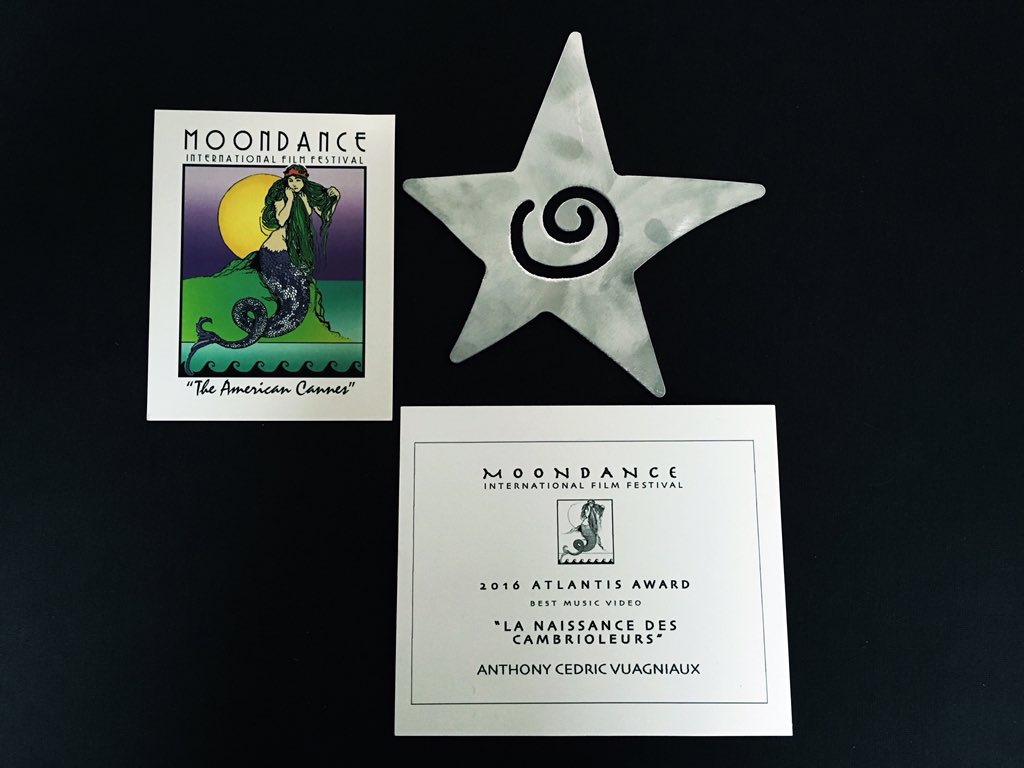 MOONDANCE
INTERNATIONAL FILM FESTIVAL
"The American Cannes"
MOONDANCE
INTERNATIONAL FILM FESTIVAL
2016 ATLANTIS AWARD
BEST MUSIC VIDEO
"LA NAISSANCE DES
CAMBRIOLEURS"
ANTHONY CEDRIC VUAGNIAUX